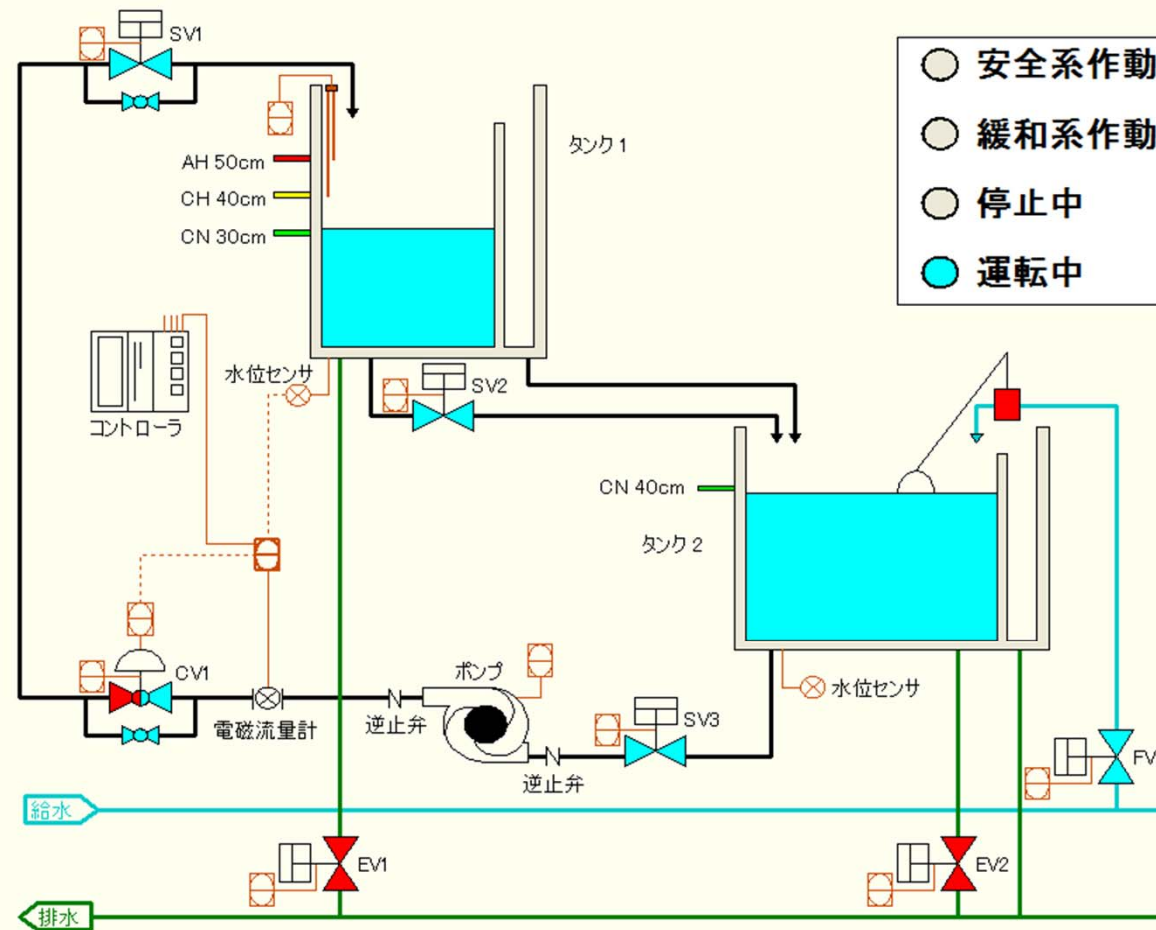 SV1
安全系作動
緩和系作動
停止中
運転中
タンク1
AH 50cm
CH 40cm
CN 30cm
水位センサ
SV2
コントローラ
CN 40cm
タンク2
CV1
電磁流量計
逆止弁
ポンプ
逆止弁
SV3
水位センサ
FV
給水
EV1
EV2
排水